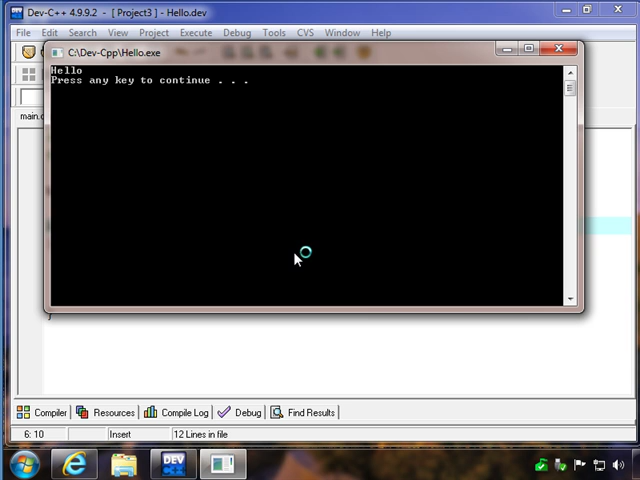 Dev-C++ 4.9.9.2 - [ Project3 ] - Hello.dev
File Edit Search View Project Execute Debug Tools CVS Window Help
C:\Dev-Cpp\Hello.exe
Hello
Press any key to continue . . .
main.c
}
Compiler Resources Compile Log Debug Find Results
6: 10 Insert 12 Lines in file
DEV